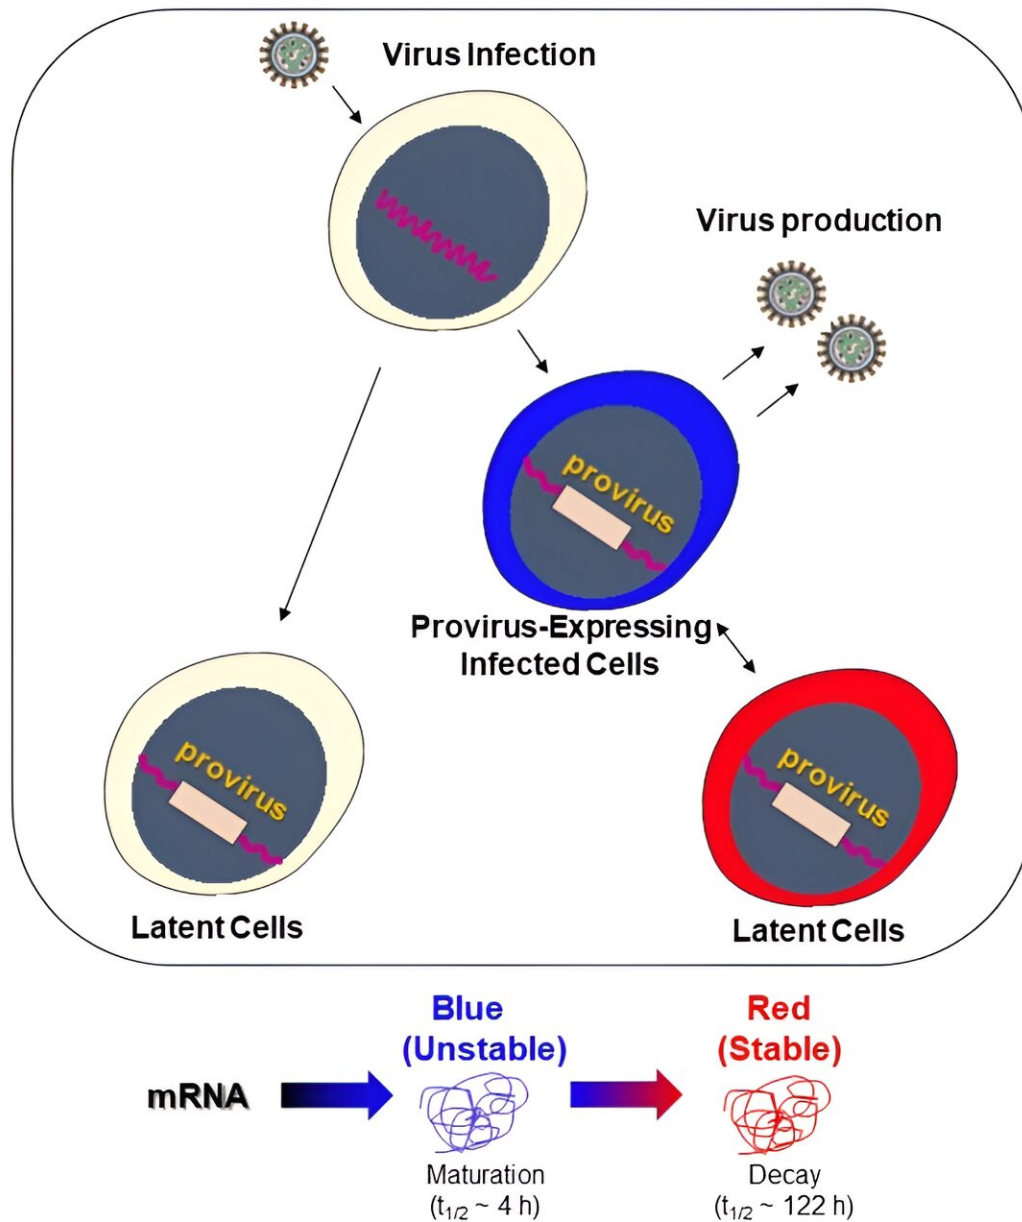 Virus Infection
Virus production
provirus
Provirus-Expressing
Infected Cells
provirus
Latent Cells
provirus
Latent Cells
Blue
(Unstable)
Red
(Stable)
mRNA
Maturation
(t1/2 ~ 4 h)
Decay
(t1/2 ~ 122 h)